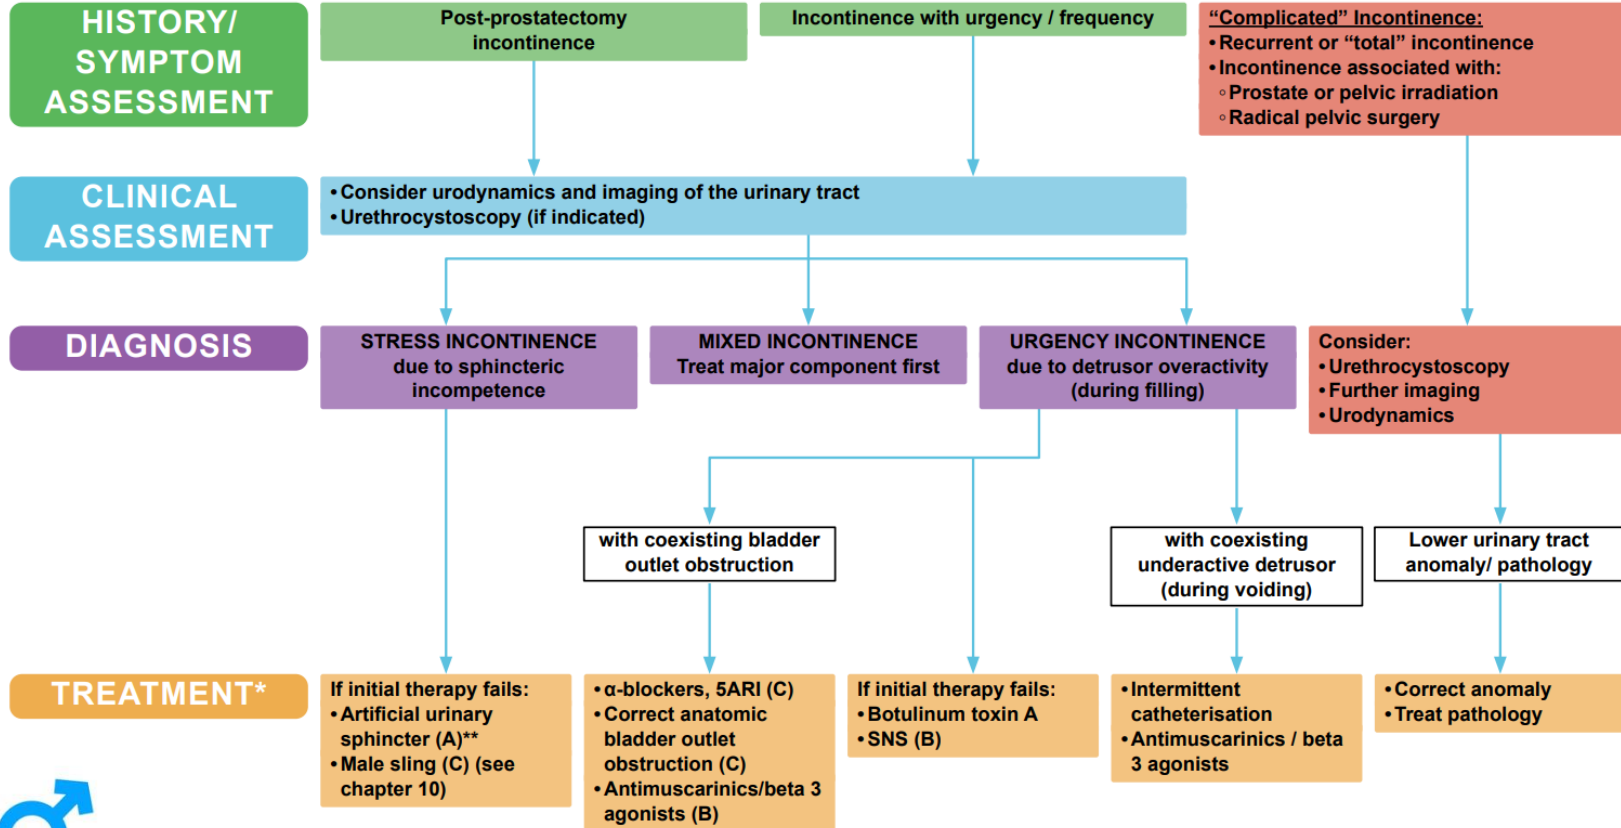 HISTORY/
SYMPTOM
ASSESSMENT
Post-prostatectomy
incontinence
Incontinence with urgency / frequency
“Complicated” Incontinence:
•Recurrent or “total” incontinence
•Incontinence associated with:
◦Prostate or pelvic irradiation
◦Radical pelvic surgery
CLINICAL
ASSESSMENT
•Consider urodynamics and imaging of the urinary tract
•Urethrocystoscopy (if indicated)
DIAGNOSIS
STRESS INCONTINENCE
due to sphincteric
incompetence
MIXED INCONTINENCE
Treat major component first
URGENCY INCONTINENCE
due to detrusor overactivity
(during filling)
Consider:
•Urethrocystoscopy
•Further imaging
•Urodynamics
with coexisting bladder
outlet obstruction
with coexisting
underactive detrusor
(during voiding)
Lower urinary tract
anomaly/ pathology
TREATMENT*
If initial therapy fails:
•Artificial urinary
sphincter (A)**
•Male sling (C) (see
chapter 10)
•α-blockers, 5ARI (C)
•Correct anatomic
bladder outlet
obstruction (C)
•Antimuscarinics/beta 3
agonists (B)
If initial therapy fails:
•Botulinum toxin A
•SNS (B)
•Intermittent
catheterisation
•Antimuscarinics / beta
3 agonists
•Correct anomaly
•Treat pathology